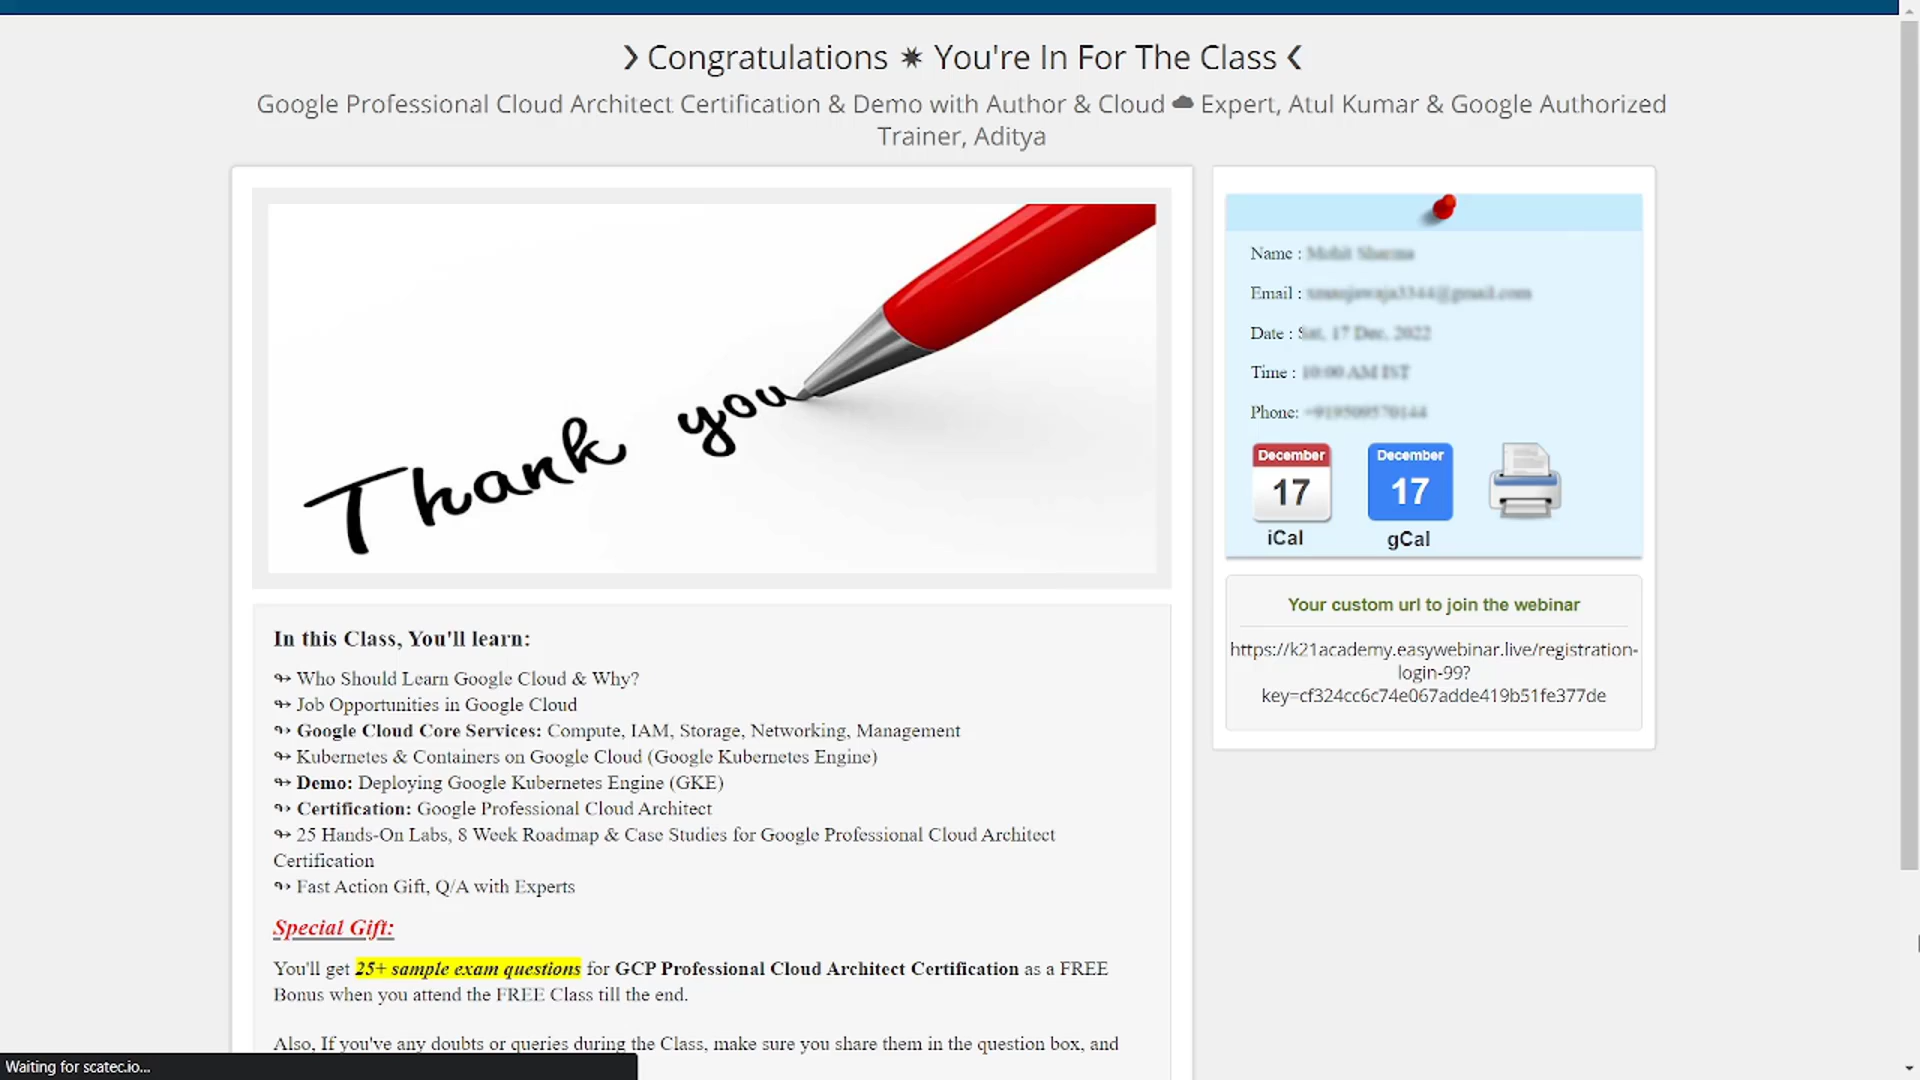 Congratulations ✷ You're In For The Class
Google Professional Cloud Architect Certification & Demo with Author & Cloud Expert, Atul Kumar & Google Authorized
Trainer, Aditya
Thank you
In this Class, You'll learn:
Who Should Learn Google Cloud & Why?
Job Opportunities in Google Cloud
Google Cloud Core Services: Compute, IAM, Storage, Networking, Management
Kubernetes & Containers on Google Cloud (Google Kubernetes Engine)
Demo: Deploying Google Kubernetes Engine (GKE)
Certification: Google Professional Cloud Architect
25 Hands-On Labs, 8 Week Roadmap & Case Studies for Google Professional Cloud Architect
Certification
Fast Action Gift, Q/A with Experts
Special Gift:
You'll get 25+ sample exam questions for GCP Professional Cloud Architect Certification as a FREE
Bonus when you attend the FREE Class till the end.
Also, If you've any doubts or queries during the Class, make sure you share them in the question box, and
Name :
Email :
Date :
Time :
Phone:
December December
17 17
iCal gCal
Your custom url to join the webinar
https://k21academy.easywebinar.live/registration-
login-99?
key=cf324cc6c74e067adde419b51fe377de
Waiting for scatec.io...